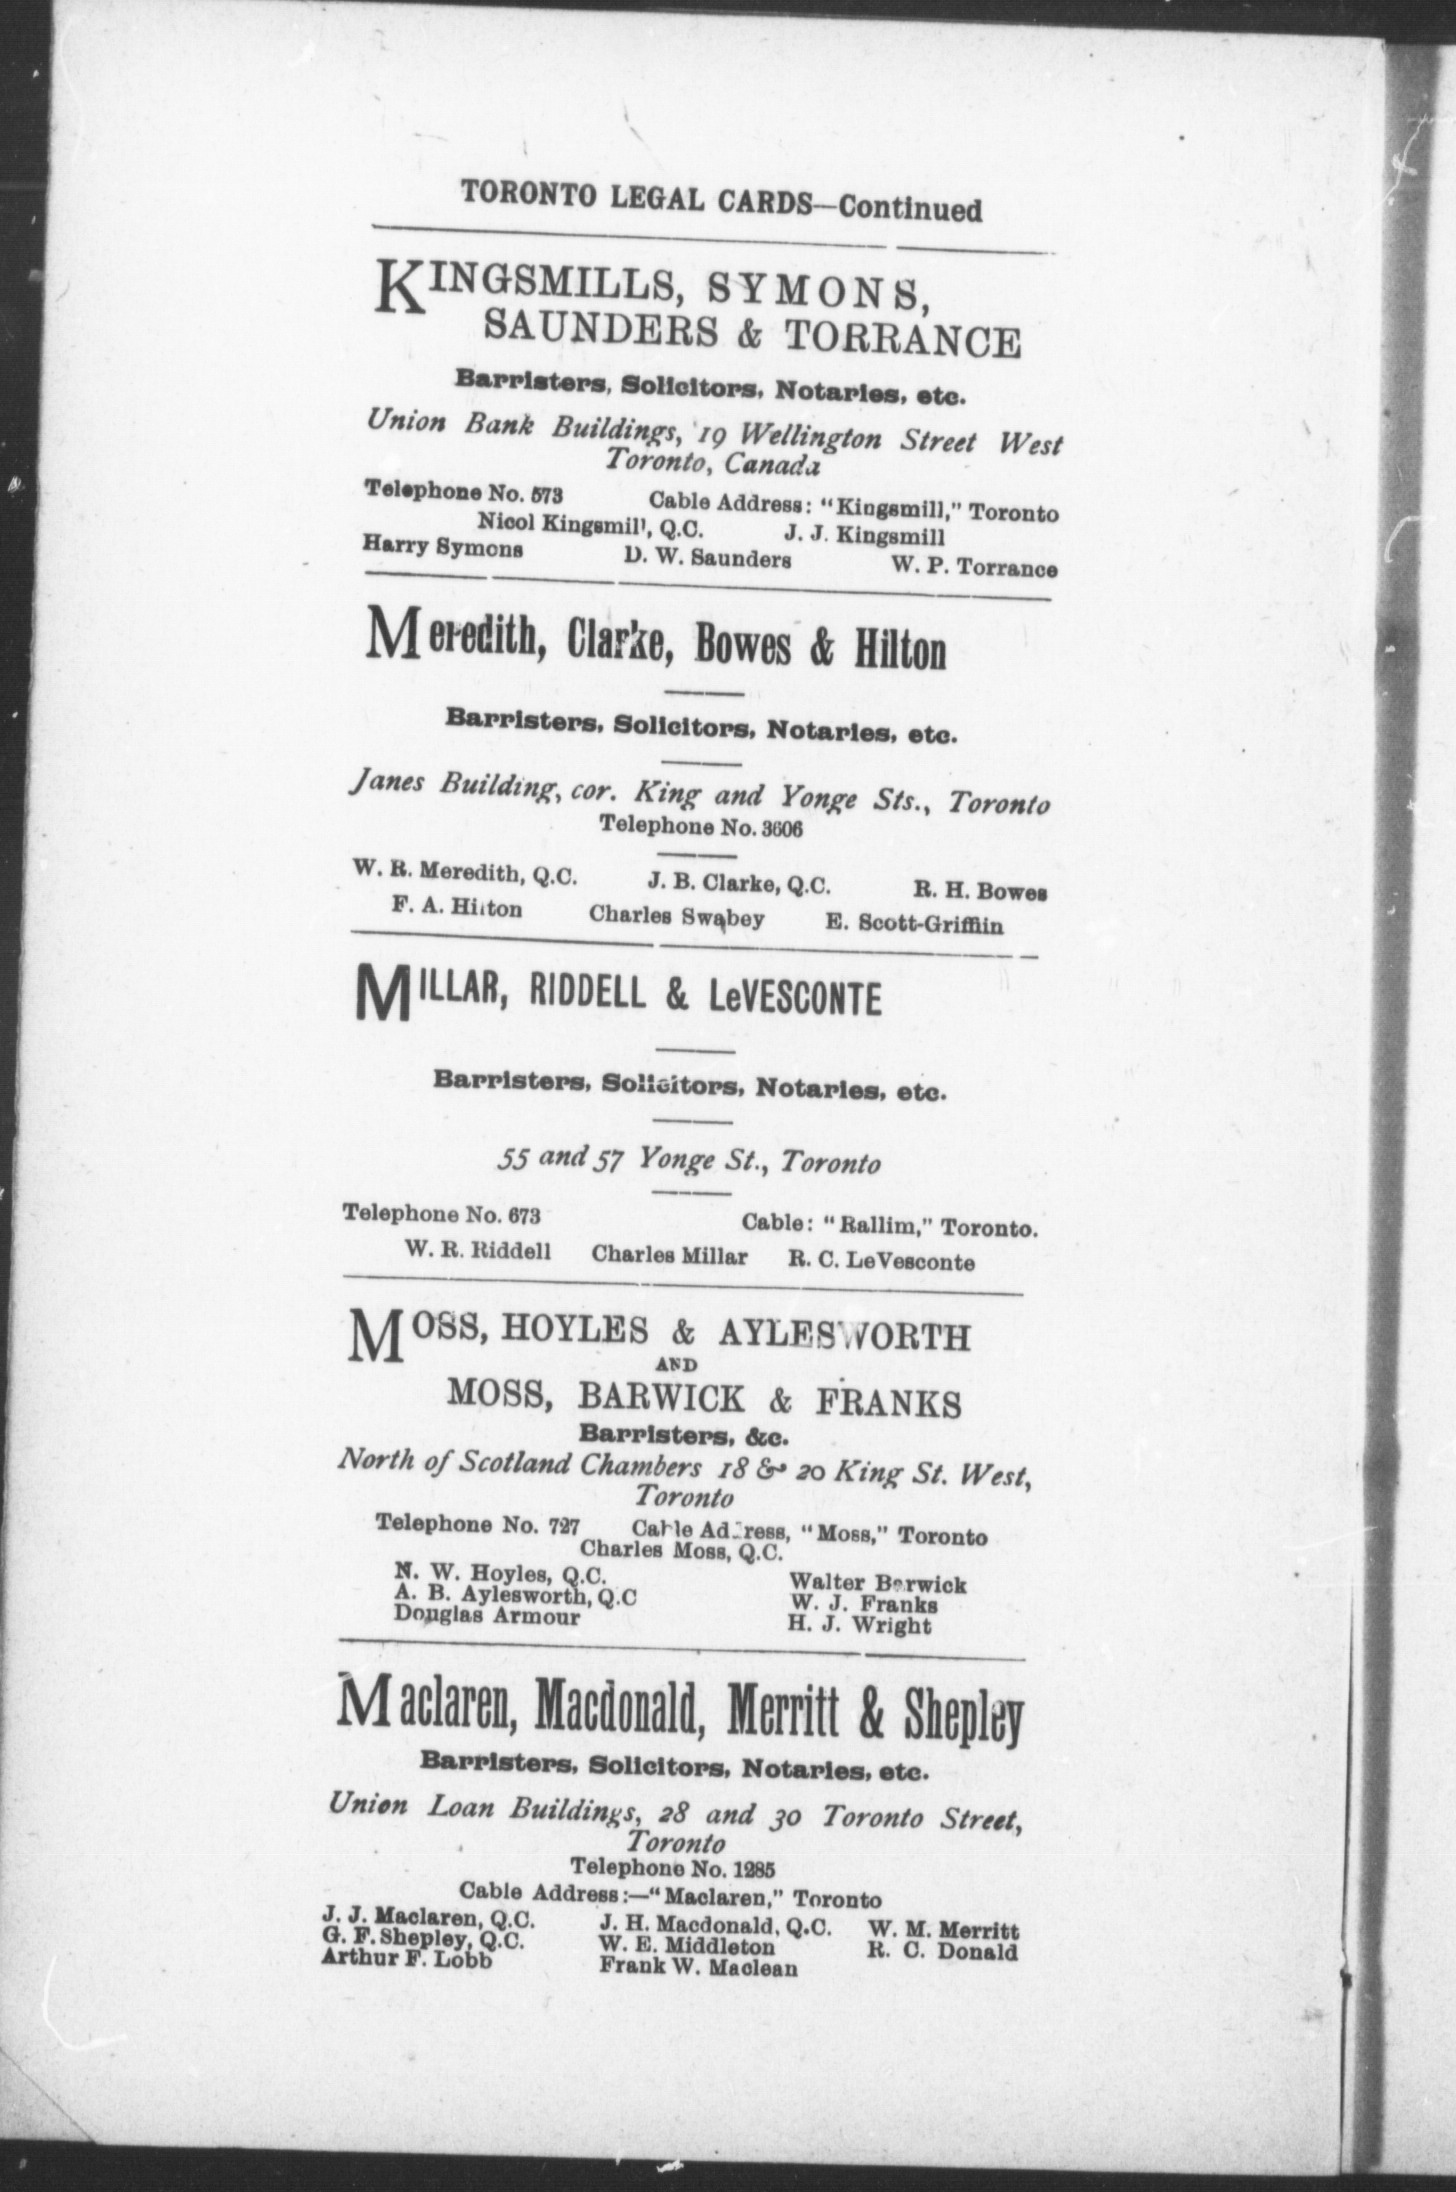 TORONTO LEGAL CARDS—Continued
KINGSMILLS, SYMONS,
SAUNDERS & TORRANCE
Barristers, Solicitors, Notaries, etc.
Union Bank Buildings, 19 Wellington Street West
Toronto, Canada
Telephone No. 573 Cable Address: "Kingsmill," Toronto
Nicol Kingsmill, Q.C. J. J. Kingsmill
Harry Symons D. W. Saunders W. P. Torrance
Meredith, Clarke, Bowes & Hilton
Barristers, Solicitors, Notaries, etc.
Janes Building, cor. King and Yonge Sts., Toronto
Telephone No. 3606
W. R. Meredith, Q.C. J. B. Clarke, Q.C. R. H. Bowes
F. A. Hilton Charles Swabey E. Scott-Griffiin
MILLAR, RIDDELL & LeVESCONTE
Barristers, Solicitors, Notaries, etc.
55 and 57 Yonge St., Toronto
Telephone No. 673 Cable: "Rallim," Toronto.
W. R. Riddell Charles Millar R. C. LeVesconte
MOSS, HOYLES & AYLESWORTH
AND
MOSS, BARWICK & FRANKS
Barristers, &c.
North of Scotland Chambers 18 & 20 King St. West,
Toronto
Telephone No. 727 Cable Address, "Moss," Toronto
Charles Moss, Q.C.
N. W. Hoyles, Q.C. Walter Barwick
A. B. Aylesworth, Q.C W. J. Franks
Douglas Armour H. J. Wright
Maclaren, Macdonald, Merritt & Shepley
Barristers, Solicitors, Notaries, etc.
Union Loan Buildings, 28 and 30 Toronto Street,
Toronto
Telephone No. 1285
Cable Address:—"Maclaren," Toronto
J. J. Maclaren, Q.C. J. H. Macdonald, Q.C. W. M. Merritt
G. F. Shepley, Q.C. W. E. Middleton R. C. Donald
Arthur F. Lobb Frank W. Maclean